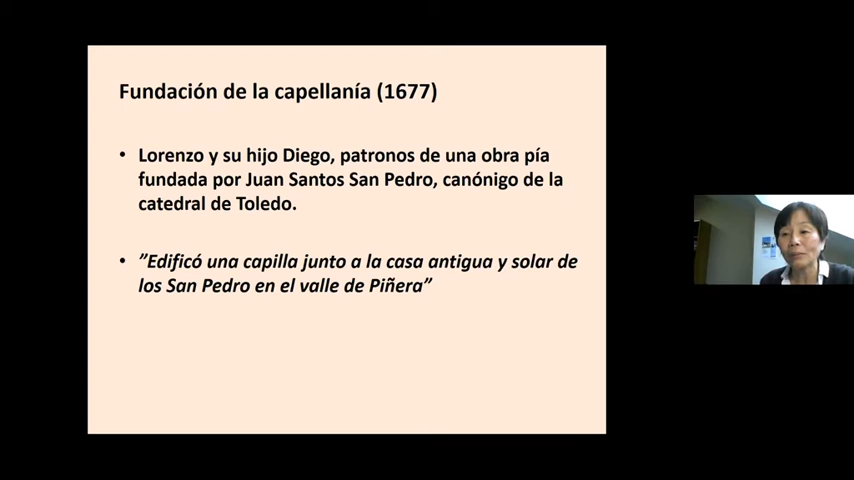 Fundación de la capellanía (1677)
• Lorenzo y su hijo Diego, patronos de una obra pía
fundada por Juan Santos San Pedro, canónigo de la
catedral de Toledo.
• ”Edificó una capilla junto a la casa antigua y solar de
los San Pedro en el valle de Piñera”